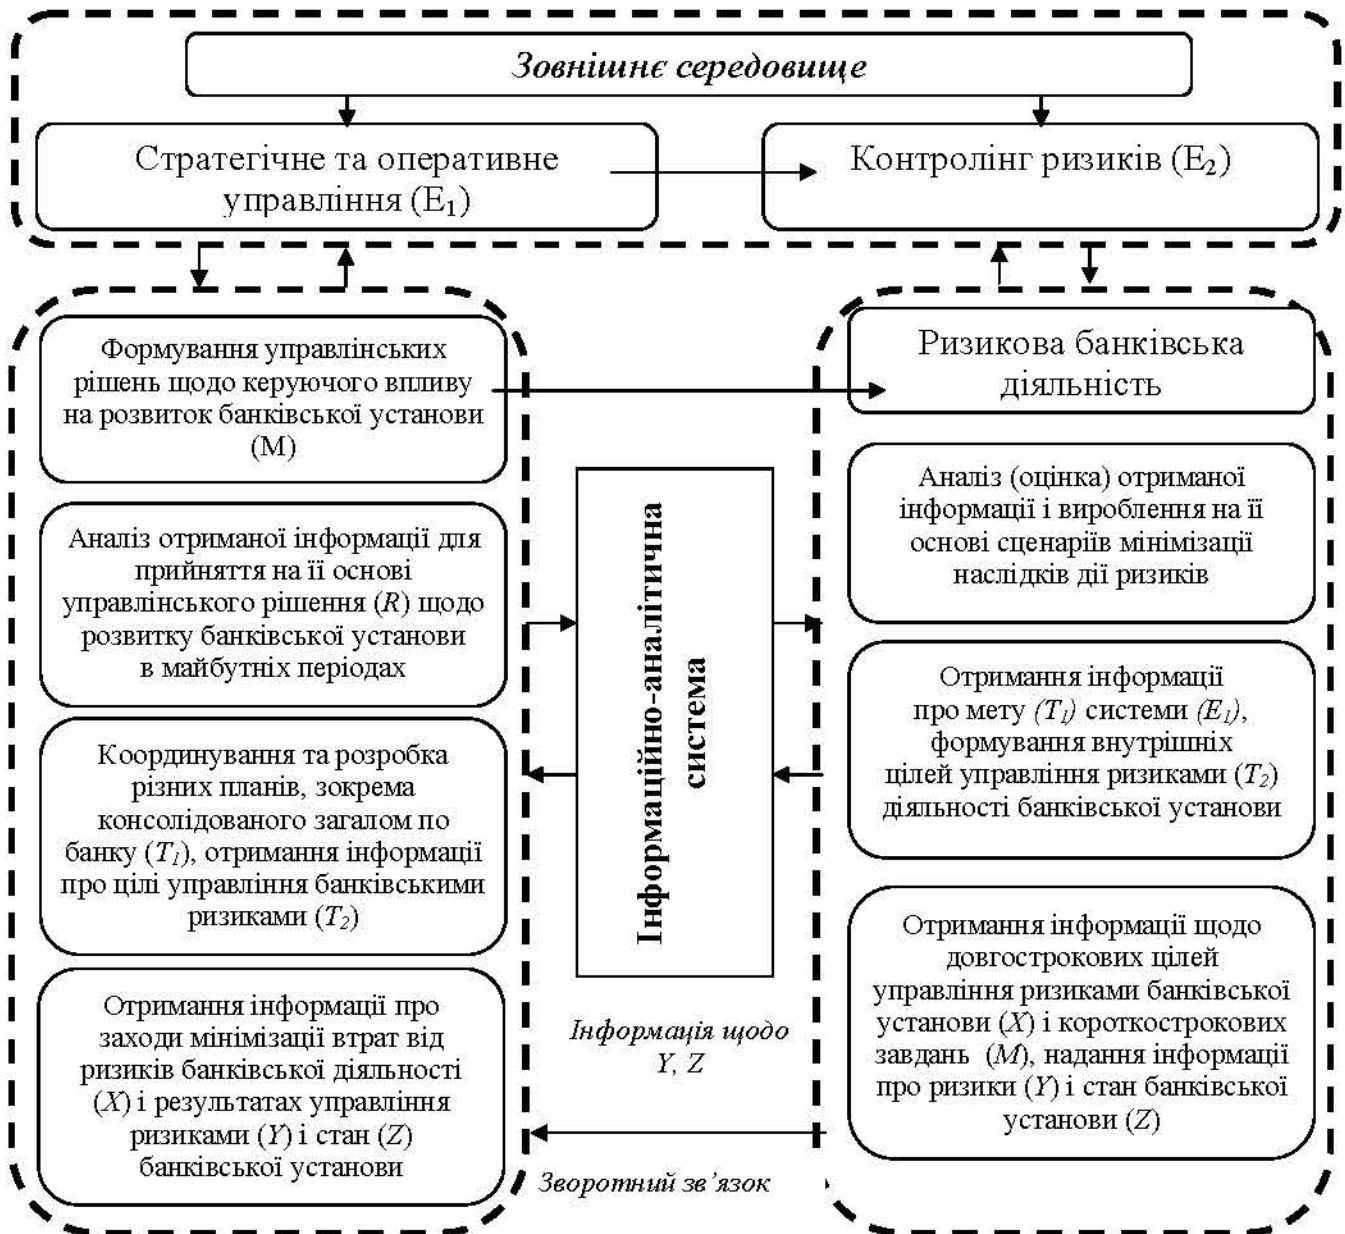 Зовнішнє середовище
Стратегічне та оперативне
управління (E₁)
Контролінг ризиків (E₂)
Формування управлінських
рішень щодо керуючого впливу
на розвиток банківської установи
(M)
Аналіз отриманої інформації для
прийняття на її основі
управлінського рішення (R) щодо
розвитку банківської установи
в майбутніх періодах
Координування та розробка
різних планів, зокрема
консолідованого загалом по
банку (T₁), отримання інформації
про цілі управління банківськими
ризиками (T₂)
Отримання інформації про
заходи мінімізації втрат від
ризиків банківської діяльності
(X) і результатах управління
ризиками (Y) і стан (Z)
банківської установи
Інформаційно-аналітична
система
Інформація щодо
Y, Z
Зворотний зв’язок
Ризикова банківська
діяльність
Аналіз (оцінка) отриманої
інформації і вироблення на її
основі сценаріїв мінімізації
наслідків дії ризиків
Отримання інформації
про мету (T₁) системи (E₁),
формування внутрішніх
цілей управління ризиками (T₂)
діяльності банківської установи
Отримання інформації щодо
довгострокових цілей
управління ризиками банківської
установи (X) і короткострокових
завдань (M), надання інформації
про ризики (Y) і стан банківської
установи (Z)